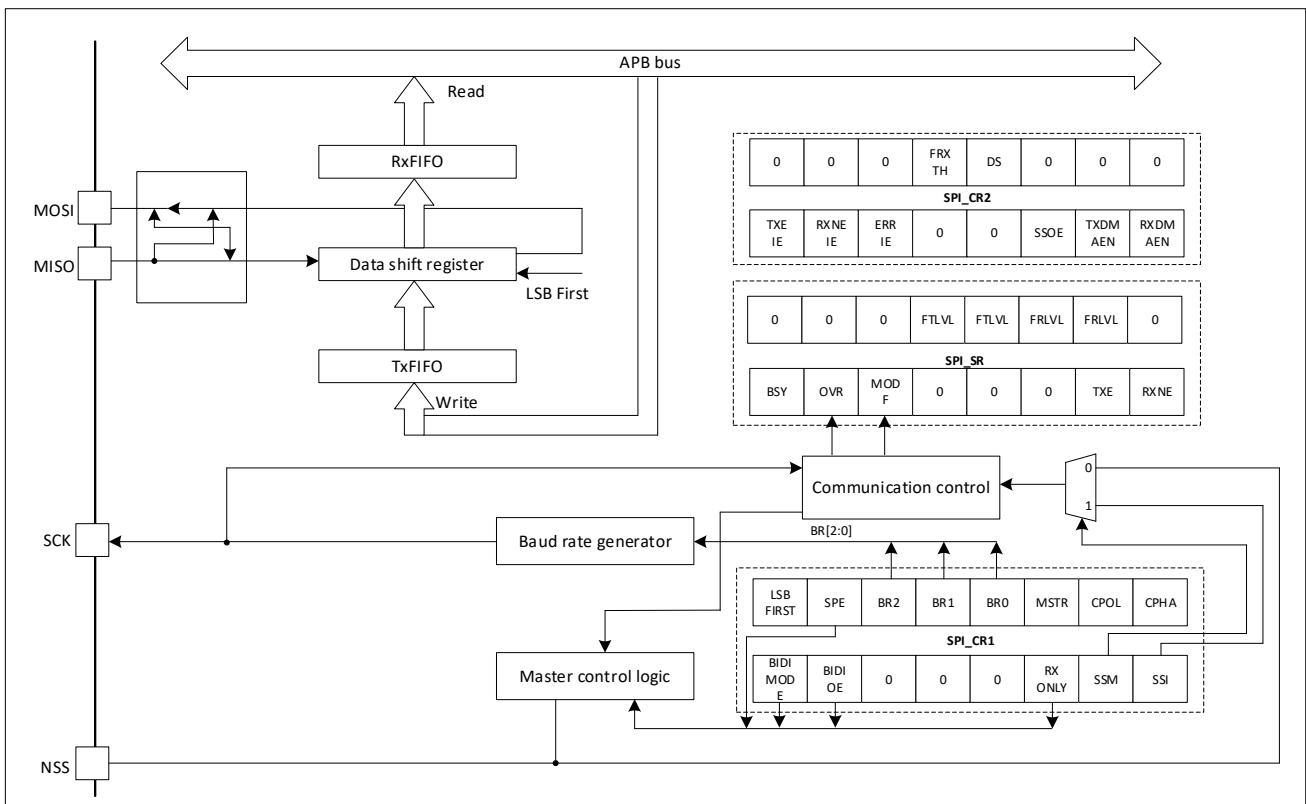 APB bus
Read
RxFIFO
MOSI
MISO
Data shift register
LSB First
TxFIFO
Write
0 0 0 FRX TH DS 0 0 0
SPI_CR2
TXE IE RXNE IE ERR IE 0 0 SSOE TXDM AEN RXDM AEN
0 0 0 FTLVL FTLVL FRLVL FRLVL 0
SPI_SR
BSY OVR MOD F 0 0 0 TXE RXNE
Communication control
0
1
SCK
Baud rate generator
BR[2:0]
LSB FIRST SPE BR2 BR1 BR0 MSTR CPOL CPHA
SPI_CR1
BIDI MOD E BIDI OE 0 0 0 RX ONLY SSM SSI
Master control logic
NSS